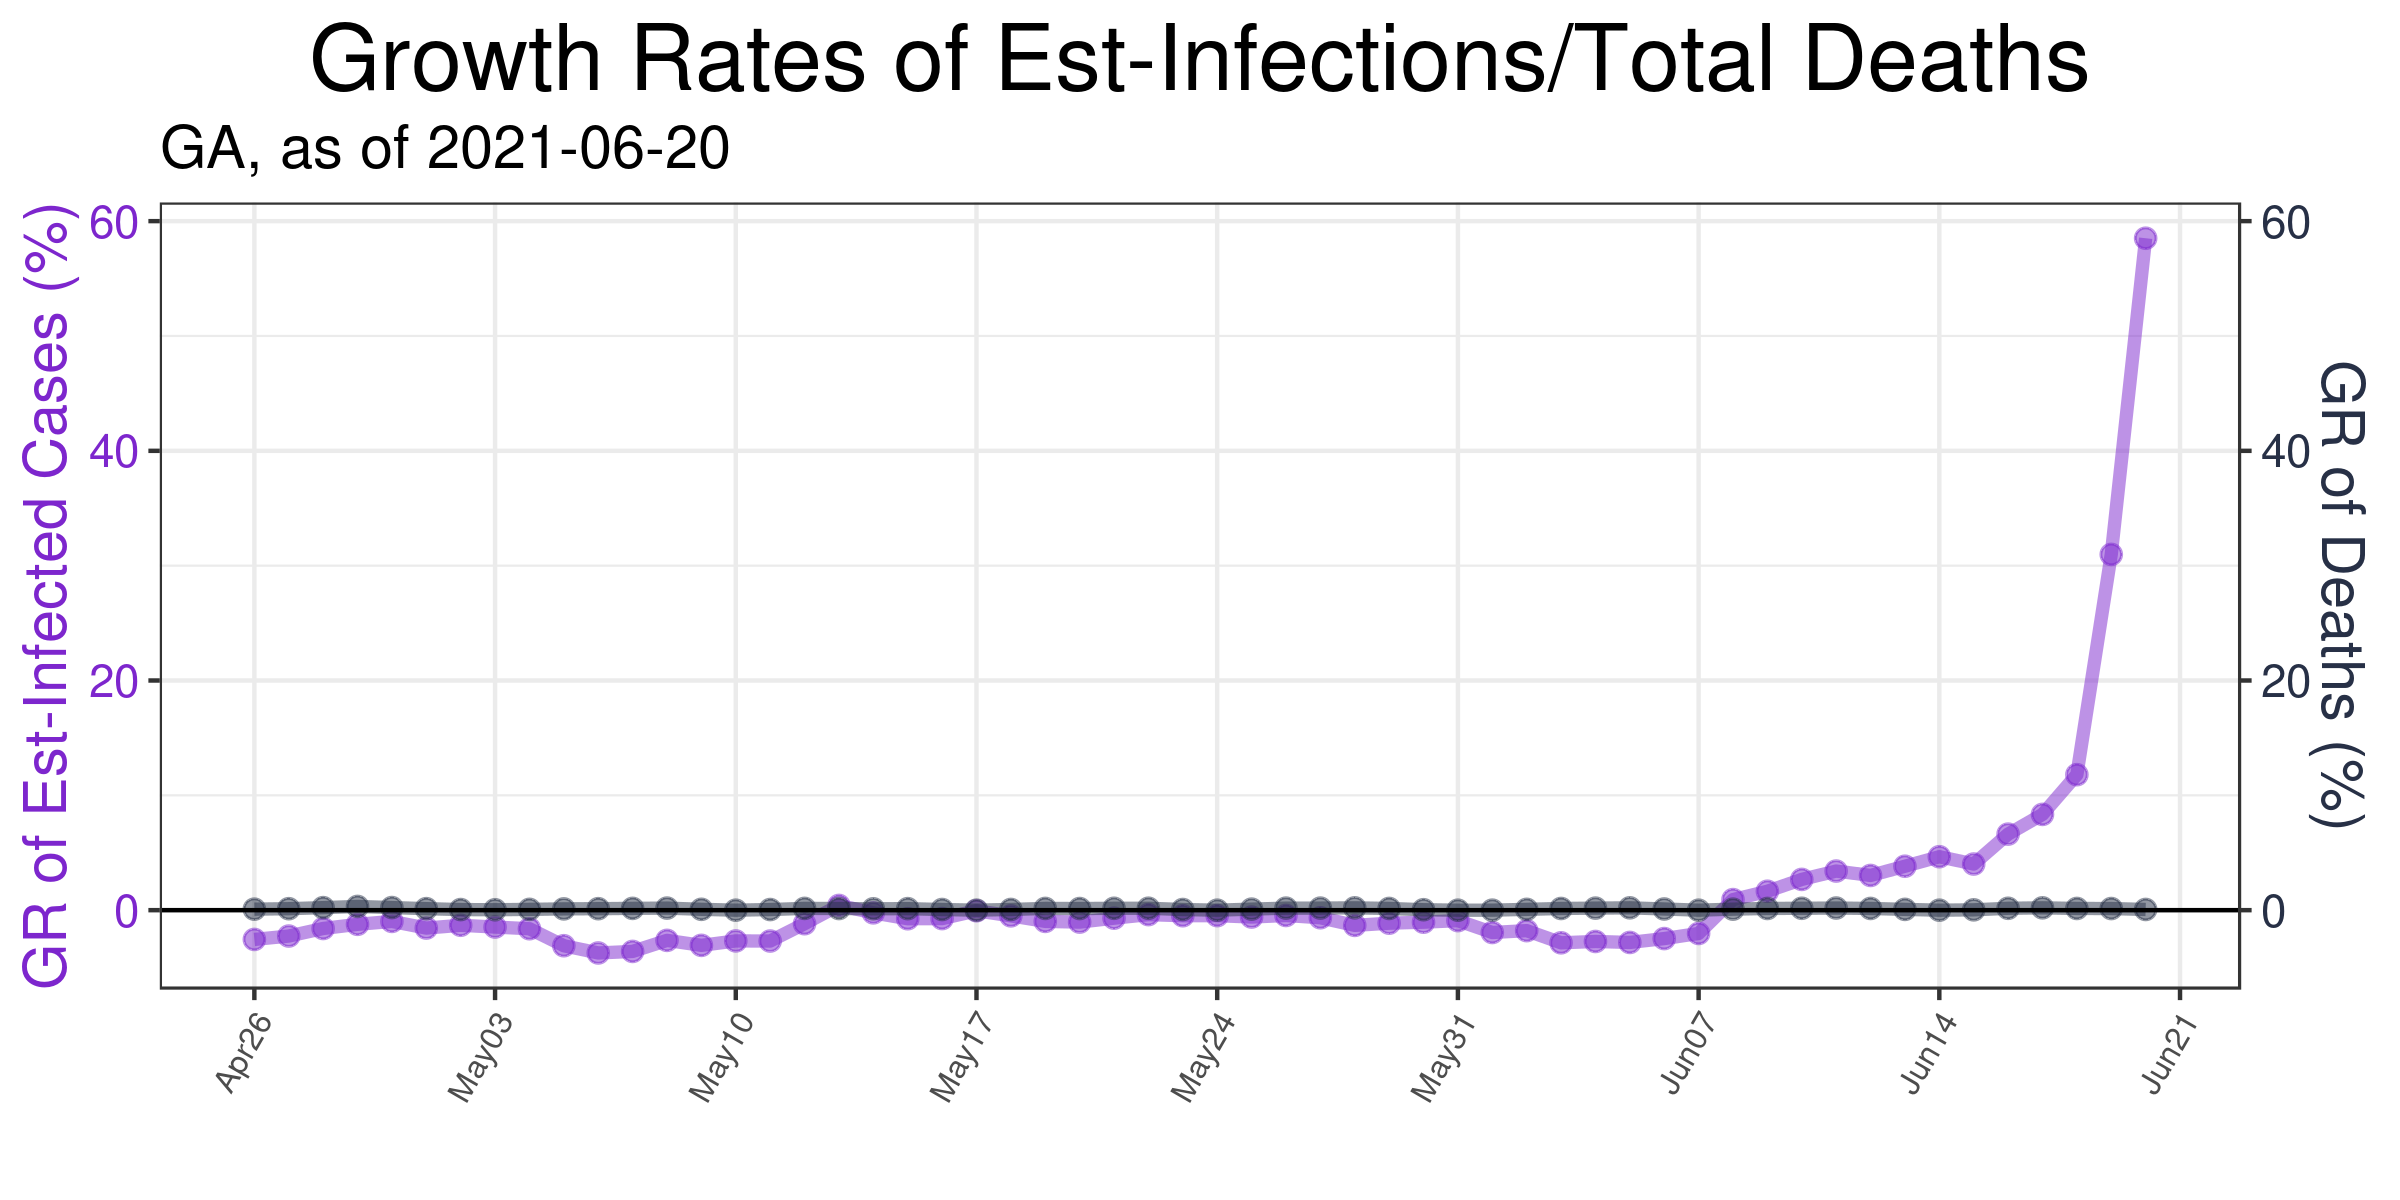 Growth Rates of Est-Infections/Total Deaths
GA, as of 2021-06-20
GR of Est-Infected Cases (%)
60
40
20
0
60
40
20
0
GR of Deaths (%)
Apr26
May03
May10
May17
May24
May31
Jun07
Jun14
Jun21